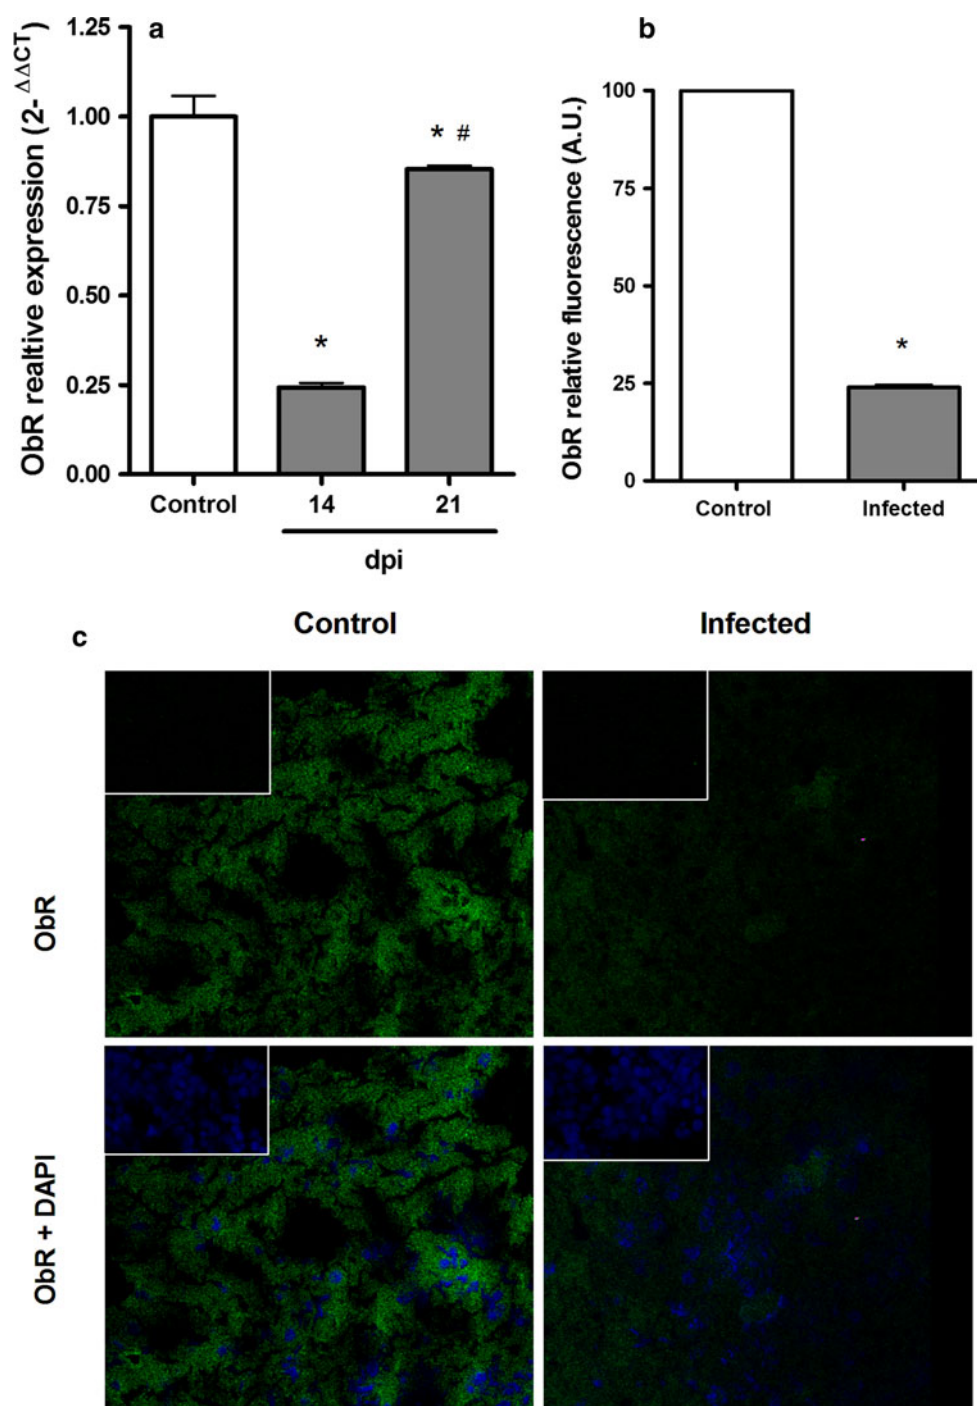 a
ObR realtive expression (2-ΔΔCT)
1.25
1.00
0.75
0.50
0.25
0.00
*
* #
Control 14 21
dpi
b
ObR relative fluorescence (A.U.)
100
75
50
25
0
*
Control Infected
c
Control Infected
ObR
ObR + DAPI